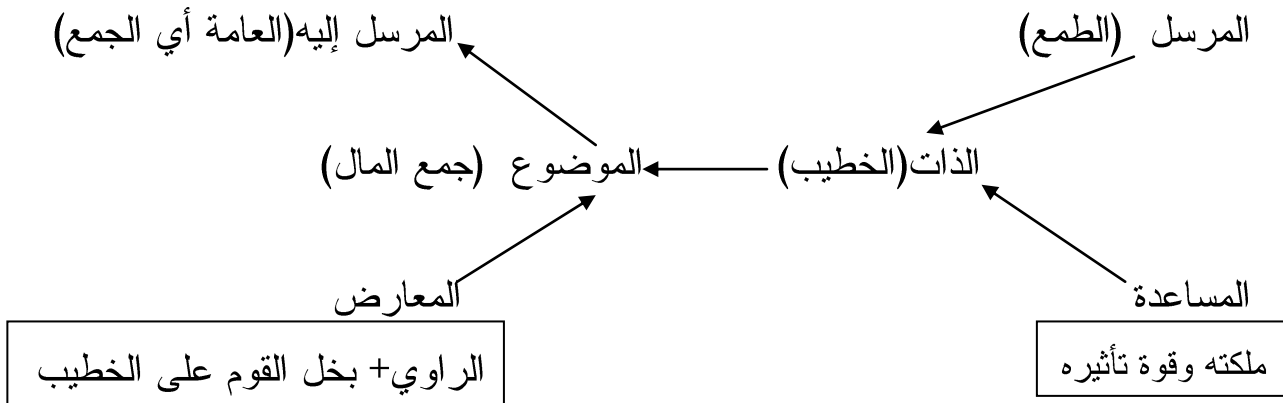 المرسل (الطمع) المرسل إليه(العامة أي الجمع)
الذات(الخطيب) الموضوع (جمع المال)
المساعدة المعارض
ملكته وقوة تأثيره الراوي+ بخل القوم على الخطيب